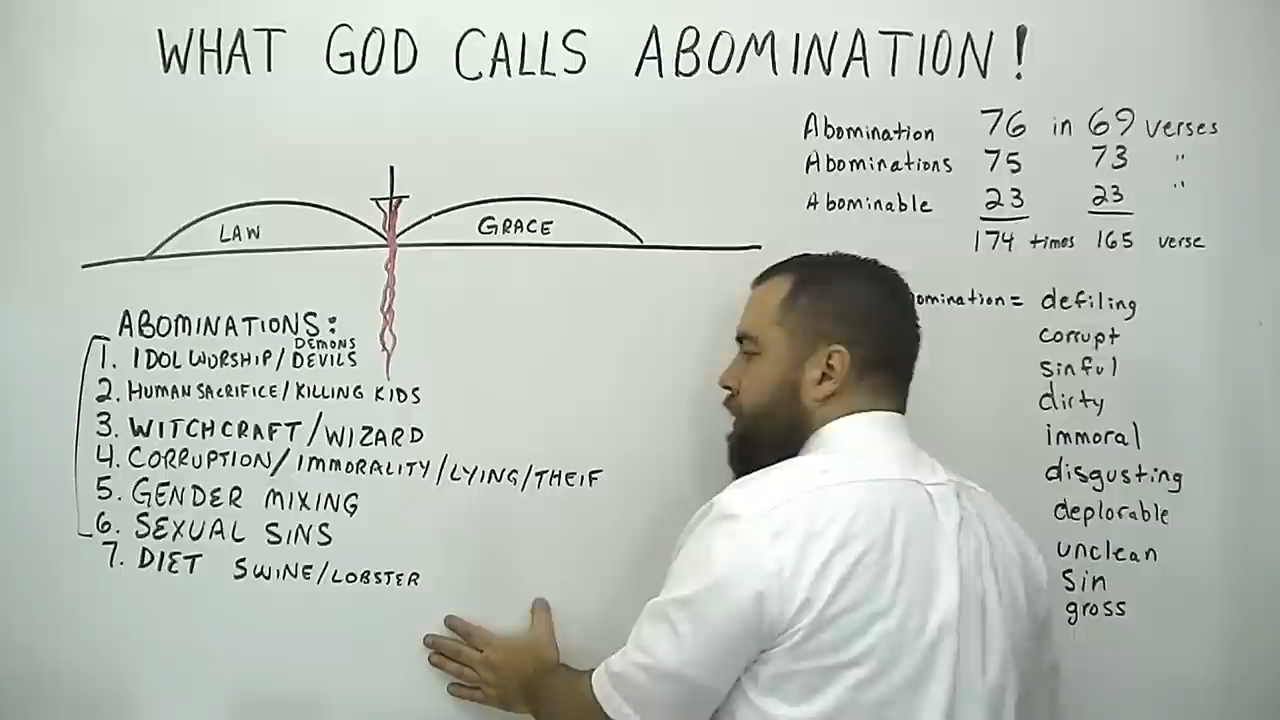 WHAT GOD CALLS ABOMINATION!
Abomination 76 in 69 verses
Abominations 75 73 "
Abominable 23 23 "
174 times 165 verse
LAW
GRACE
ABOMINATIONS:
1. IDOL WORSHIP/DEVILS
DEMONS
2. HUMAN SACRIFICE/KILLING KIDS
3. WITCHCRAFT/WIZARD
4. CORRUPTION/IMMORALITY/LYING/THEIF
5. GENDER MIXING
6. SEXUAL SINS
7. DIET SWINE/LOBSTER
omination = defiling
corrupt
sinful
dirty
immoral
disgusting
deplorable
unclean
Sin
gross